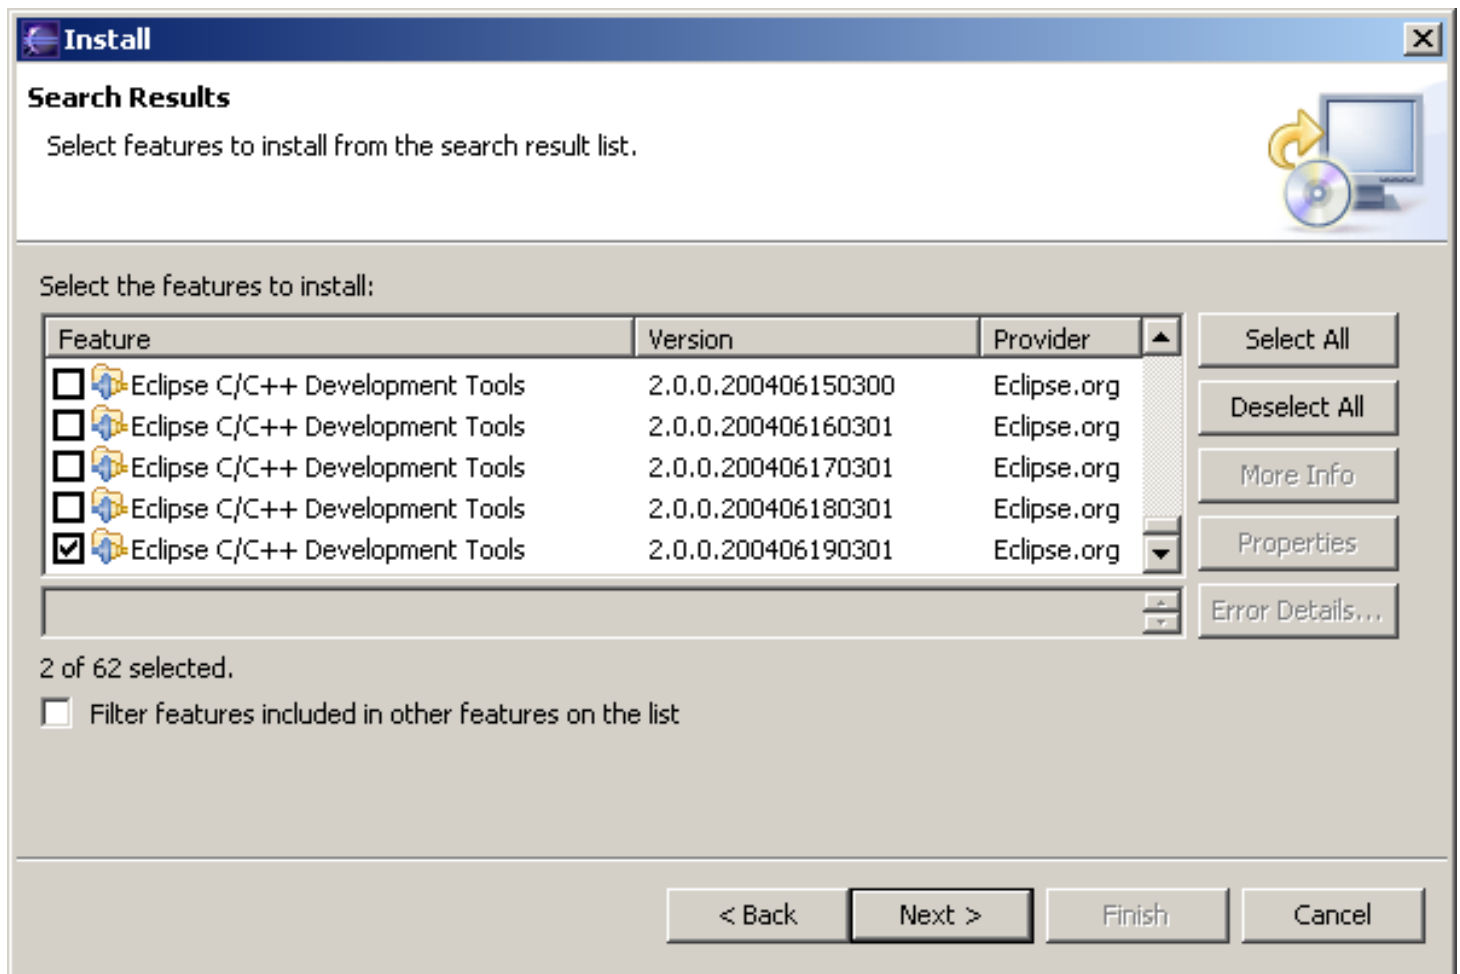 Install
Search Results
Select features to install from the search result list.
Select the features to install:
Feature Version Provider
Eclipse C/C++ Development Tools 2.0.0.200406150300 Eclipse.org
Eclipse C/C++ Development Tools 2.0.0.200406160301 Eclipse.org
Eclipse C/C++ Development Tools 2.0.0.200406170301 Eclipse.org
Eclipse C/C++ Development Tools 2.0.0.200406180301 Eclipse.org
Eclipse C/C++ Development Tools 2.0.0.200406190301 Eclipse.org
Select All
Deselect All
More Info
Properties
Error Details...
2 of 62 selected.
Filter features included in other features on the list
< Back Next > Finish Cancel